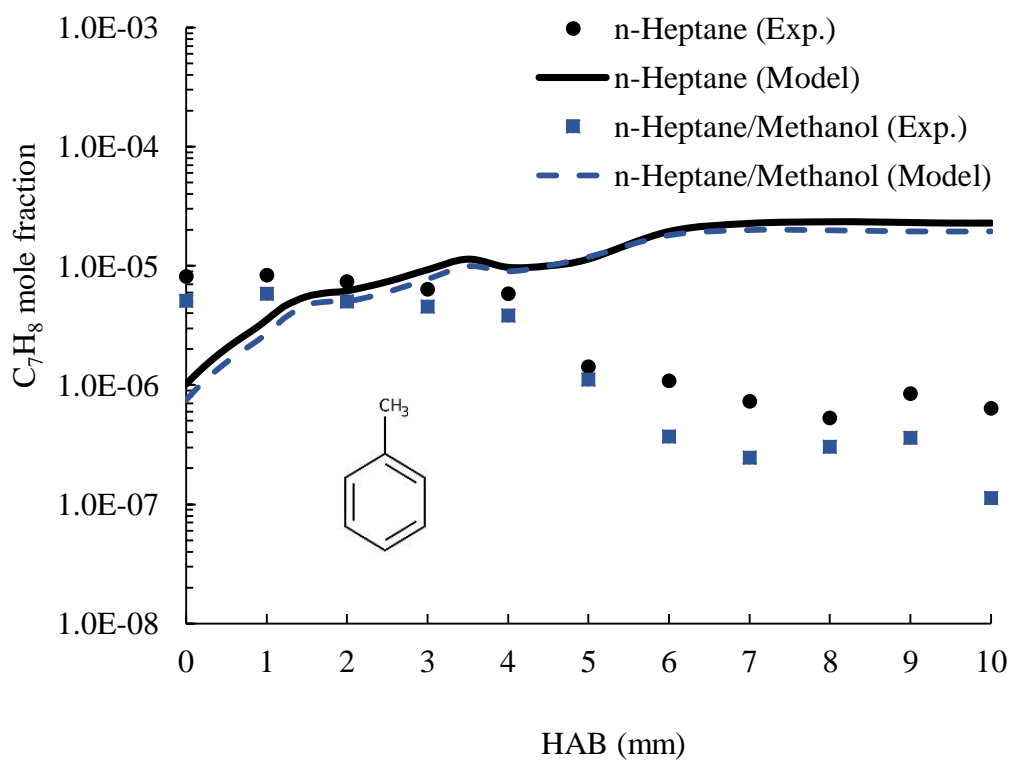 n-Heptane (Exp.)
n-Heptane (Model)
n-Heptane/Methanol (Exp.)
n-Heptane/Methanol (Model)
C₇H₈ mole fraction
1.0E-03
1.0E-04
1.0E-05
1.0E-06
1.0E-07
1.0E-08
CH₃
0 1 2 3 4 5 6 7 8 9 10
HAB (mm)